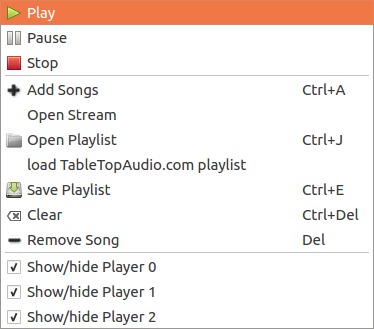 Play
Pause
Stop
Add Songs Ctrl+A
Open Stream
Open Playlist Ctrl+J
load TableTopAudio.com playlist
Save Playlist Ctrl+E
Clear Ctrl+Del
Remove Song Del
Show/hide Player 0
Show/hide Player 1
Show/hide Player 2